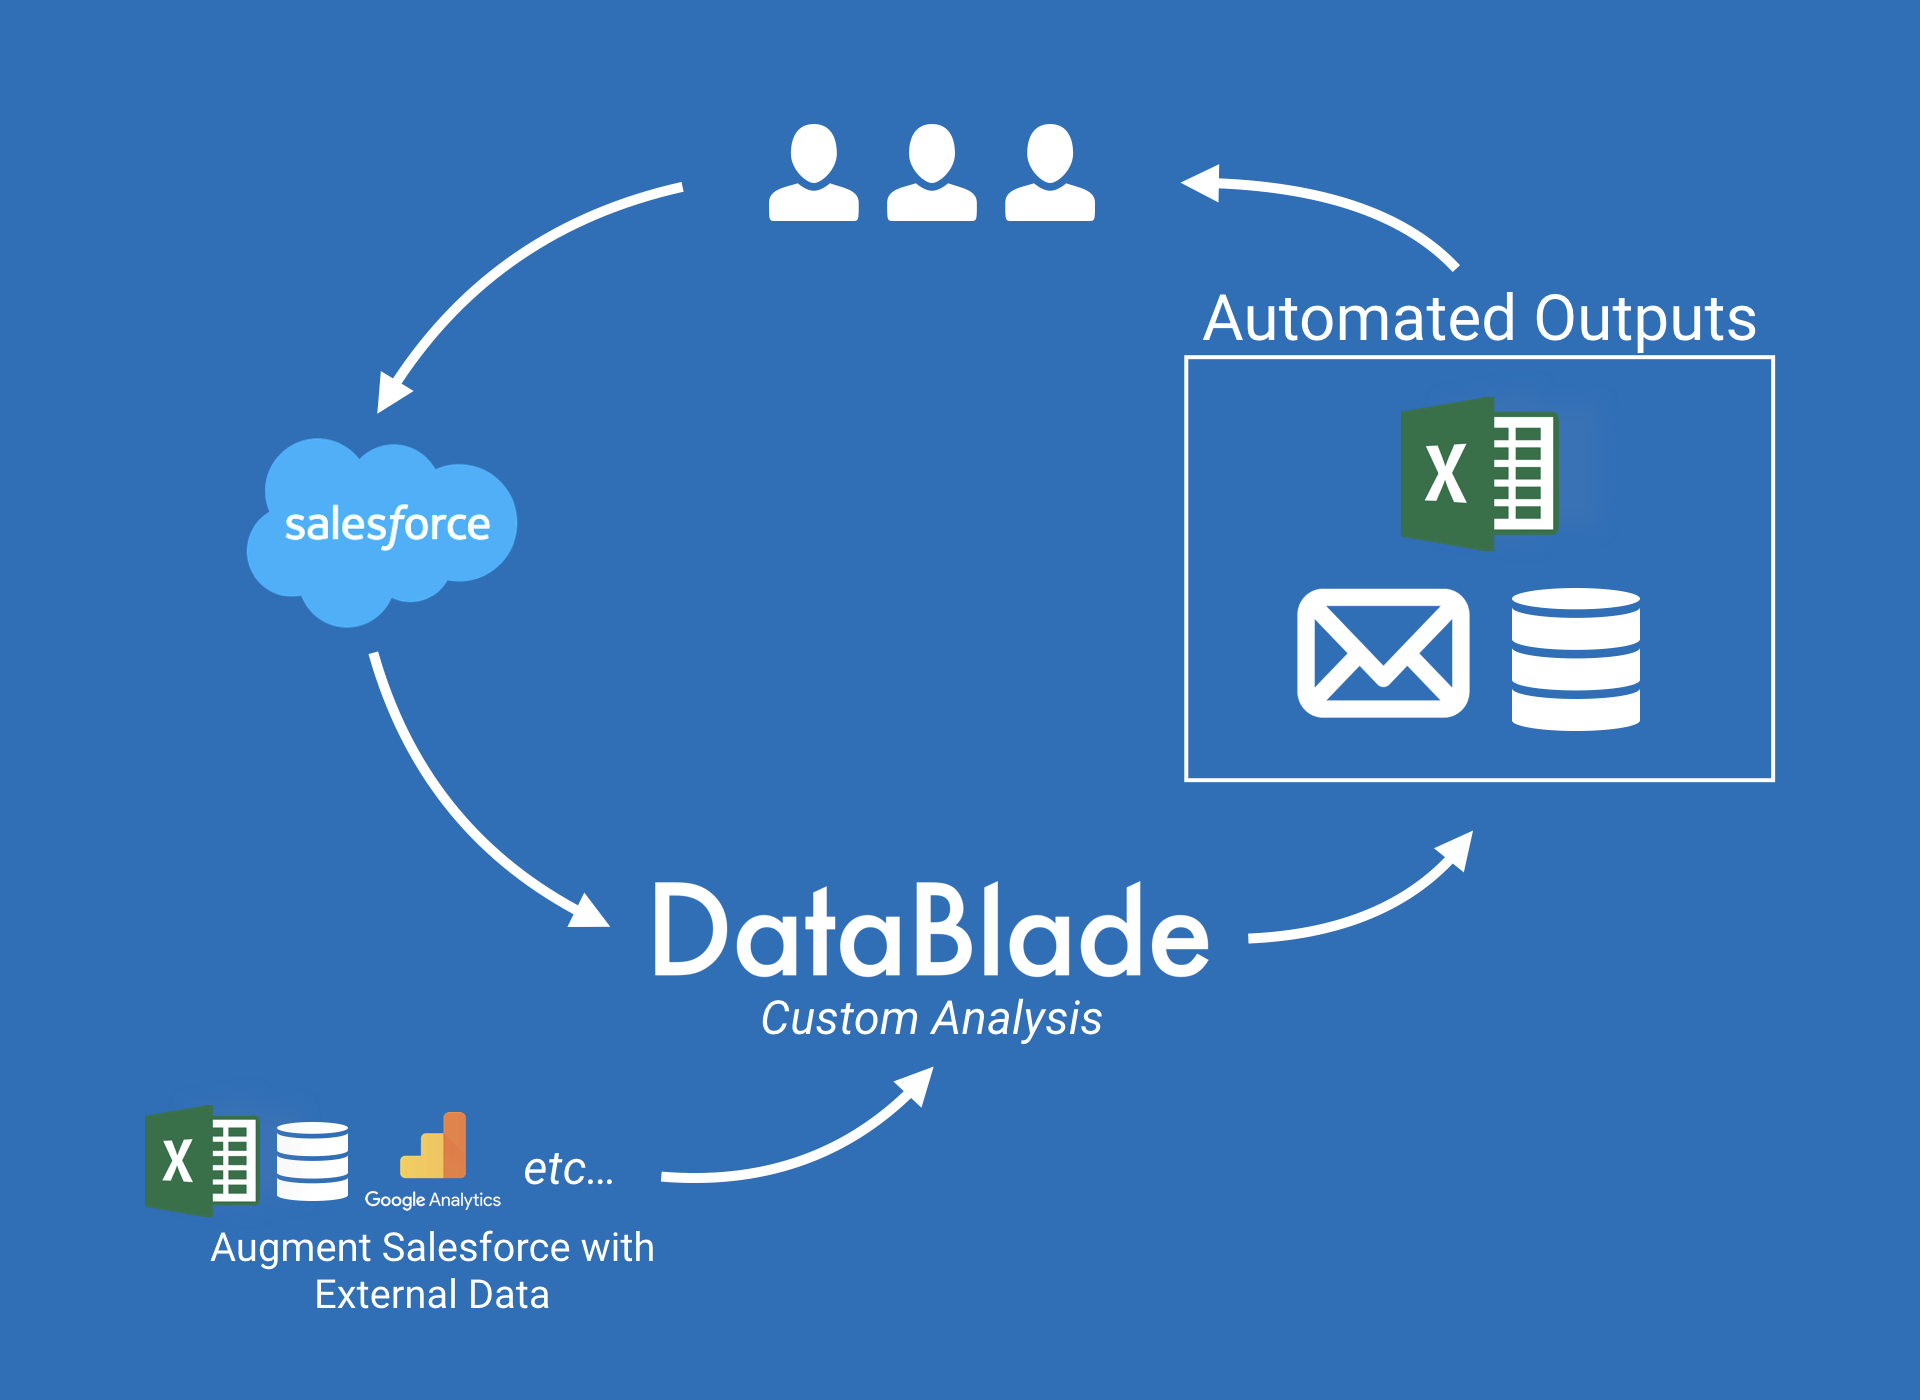 Automated Outputs
X
salesforce
DataBlade
Custom Analysis
X
Google Analytics
etc...
Augment Salesforce with
External Data